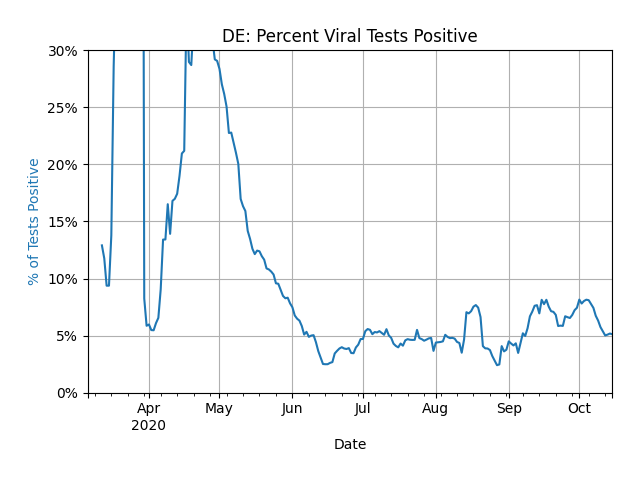 DE: Percent Viral Tests Positive
30%
25%
20%
15%
10%
5%
0%
% of Tests Positive
Apr May Jun Jul Aug Sep Oct
2020
Date